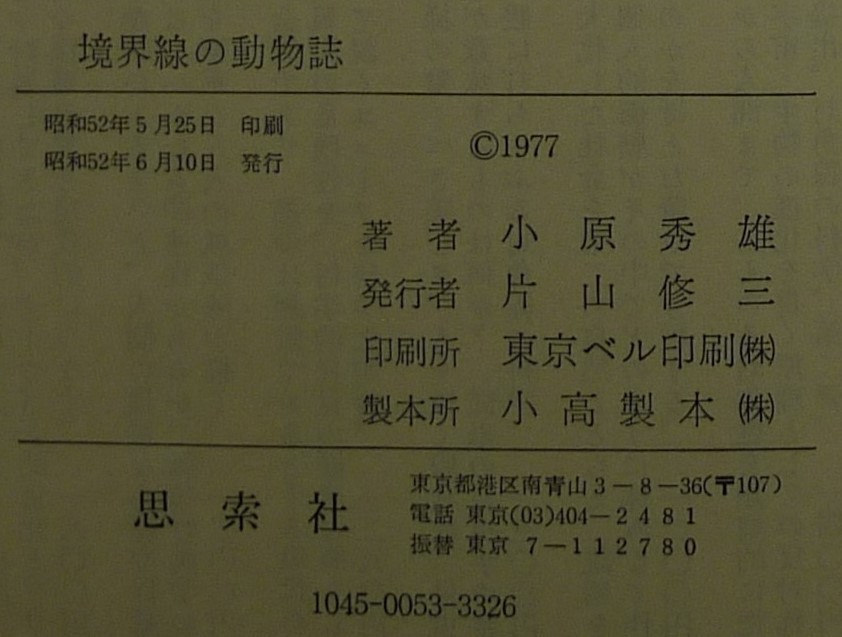 境界線の動物誌
昭和52年5月25日 印刷
昭和52年6月10日 発行
©1977
著者 小原秀雄
発行者 片山修三
印刷所 東京ベル印刷㈱
製本所 小高製本㈱
思索社
東京都港区南青山3-8-36(〒107)
電話 東京(03)404-2481
振替 東京 7-112780
1045-0053-3326